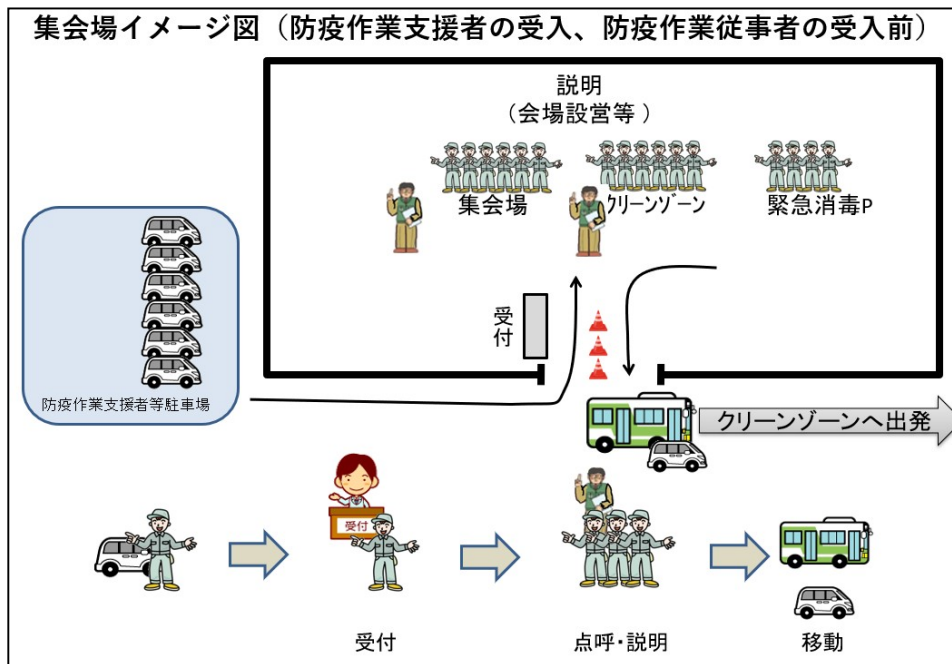 集会場イメージ図（防疫作業支援者の受入、防疫作業従事者の受入前）
説明
（会場設営等 ）
集会場
クリーンゾーン
緊急消毒P
受付
防疫作業支援者等駐車場
クリーンゾーンへ出発
受付
受付
点呼・説明
移動